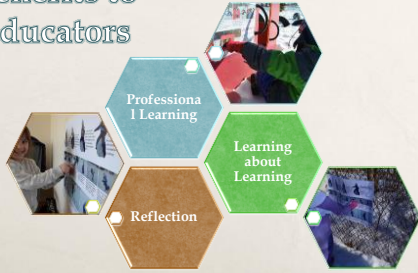 ducators
Professiona
l Learning
Learning
about
Learning
Reflection